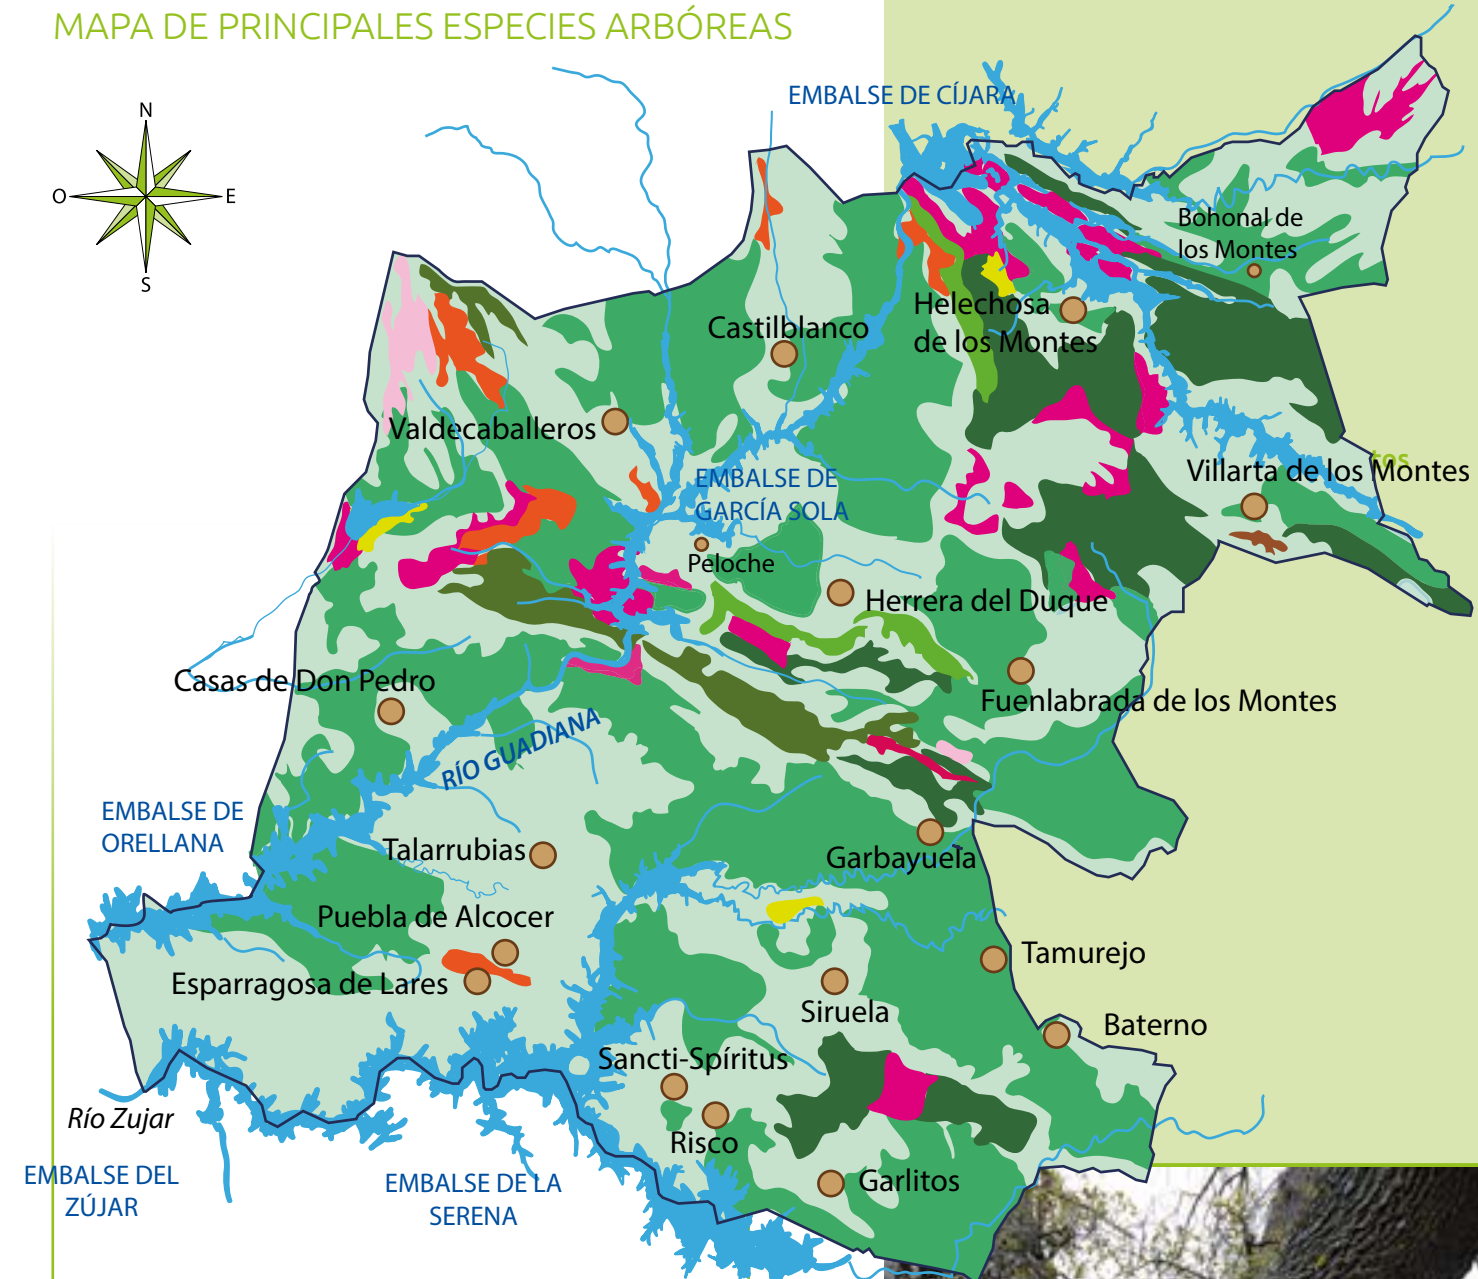 MAPA DE PRINCIPALES ESPECIES ARBÓREAS
EMBALSE DE CÍJARA
N
O
E
S
Bohonal de
los Montes
Helechosa
de los Montes
Castilblanco
Valdecaballeros
tos
Villarta de los Montes
EMBALSE DE
GARCÍA SOLA
Peloche
Herrera del Duque
Casas de Don Pedro
Fuenlabrada de los Montes
RÍO GUADIANA
EMBALSE DE
ORELLANA
Talarrubias
Garbayuela
Puebla de Alcocer
Tamurejo
Esparragosa de Lares
Siruela
Baterno
Sancti-Spíritus
Río Zujar
Risco
EMBALSE DEL
ZÚJAR
EMBALSE DE LA
SERENA
Garlitos